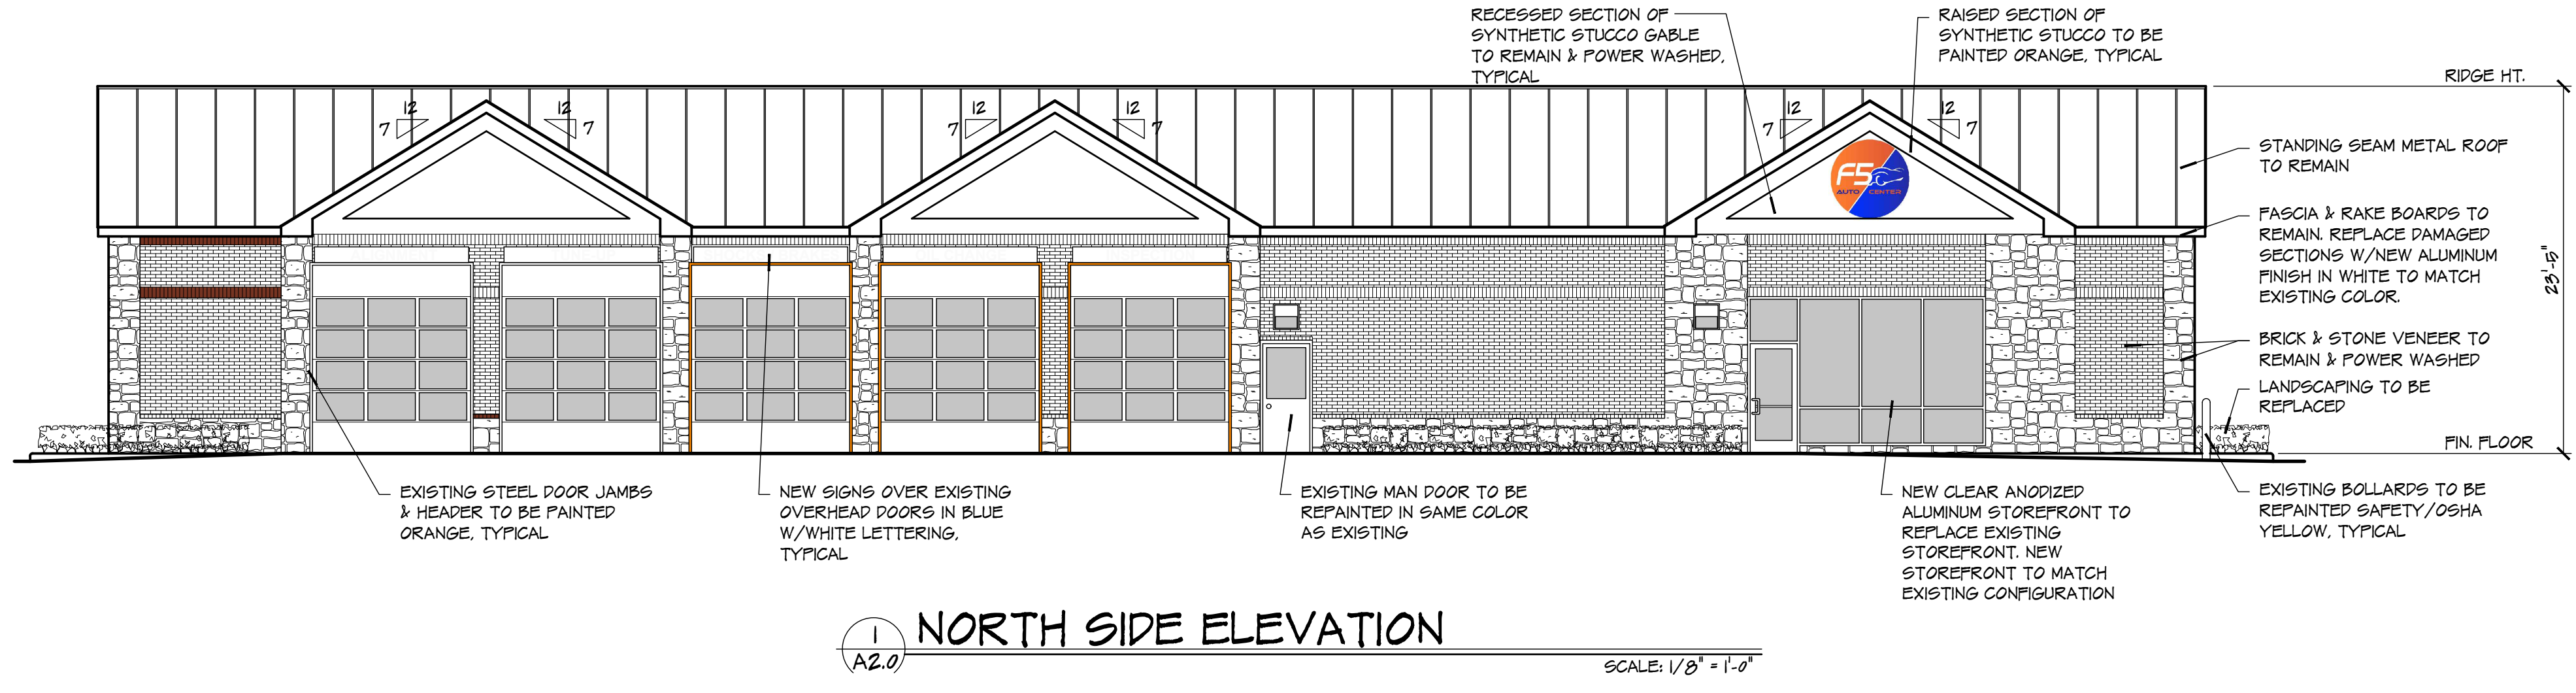 RECESSED SECTION OF
SYNTHETIC STUCCO GABLE
TO REMAIN & POWER WASHED,
TYPICAL
RAISED SECTION OF
SYNTHETIC STUCCO TO BE
PAINTED ORANGE, TYPICAL
RIDGE HT.
12
7
12
7
12
7
12
7
12
7
12
7
F5
AUTO CENTER
STANDING SEAM METAL ROOF
TO REMAIN
FASCIA & RAKE BOARDS TO
REMAIN. REPLACE DAMAGED
SECTIONS W/NEW ALUMINUM
FINISH IN WHITE TO MATCH
EXISTING COLOR.
23'-5"
BRICK & STONE VENEER TO
REMAIN & POWER WASHED
LANDSCAPING TO BE
REPLACED
FIN. FLOOR
EXISTING STEEL DOOR JAMBS
& HEADER TO BE PAINTED
ORANGE, TYPICAL
NEW SIGNS OVER EXISTING
OVERHEAD DOORS IN BLUE
W/WHITE LETTERING,
TYPICAL
EXISTING MAN DOOR TO BE
REPAINTED IN SAME COLOR
AS EXISTING
NEW CLEAR ANODIZED
ALUMINUM STOREFRONT TO
REPLACE EXISTING
STOREFRONT. NEW
STOREFRONT TO MATCH
EXISTING CONFIGURATION
EXISTING BOLLARDS TO BE
REPAINTED SAFETY/OSHA
YELLOW, TYPICAL
1
A2.0
NORTH SIDE ELEVATION
SCALE: 1/8" = 1'-0"